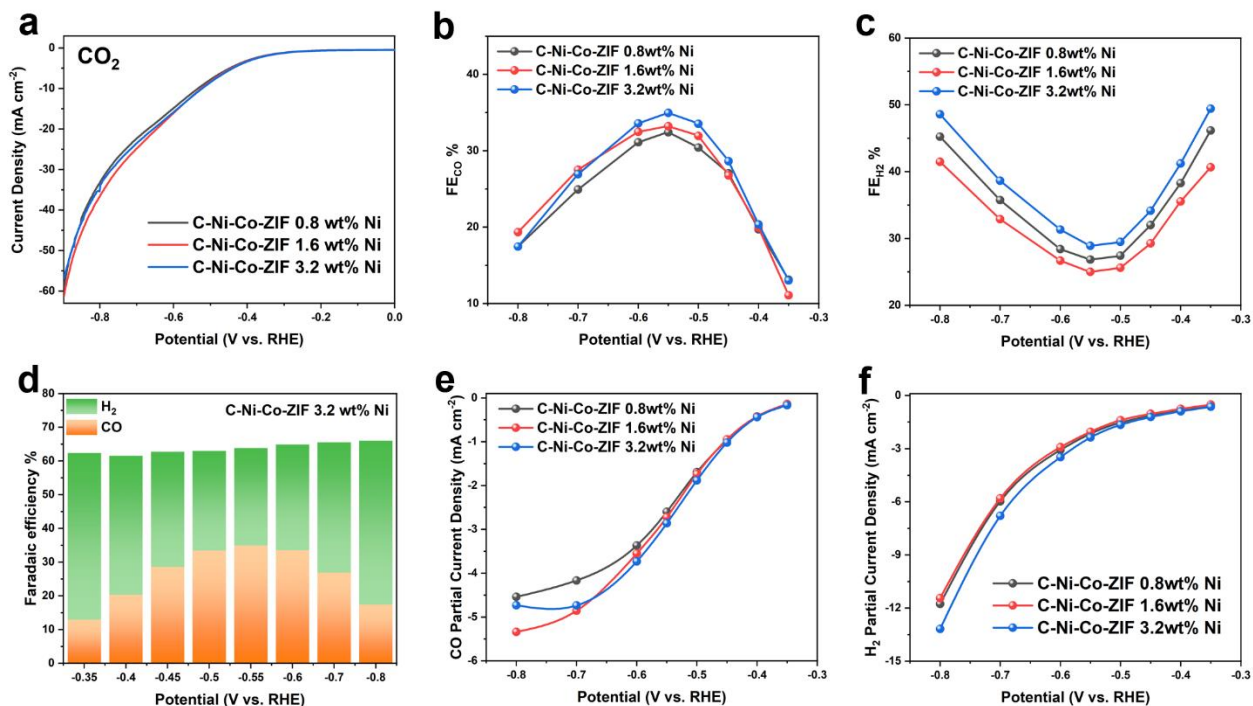 a
CO2
Current Density (mA cm-2)
0
-10
-20
-30
-40
-50
-60
C-Ni-Co-ZIF 0.8 wt% Ni
C-Ni-Co-ZIF 1.6 wt% Ni
C-Ni-Co-ZIF 3.2 wt% Ni
-0.8
-0.6
-0.4
-0.2
0.0
Potential (V vs. RHE)
b
FECO %
50
40
30
20
10
C-Ni-Co-ZIF 0.8wt% Ni
C-Ni-Co-ZIF 1.6wt% Ni
C-Ni-Co-ZIF 3.2wt% Ni
-0.8
-0.7
-0.6
-0.5
-0.4
-0.3
Potential (V vs. RHE)
c
FEH2 %
60
50
40
30
20
C-Ni-Co-ZIF 0.8wt% Ni
C-Ni-Co-ZIF 1.6wt% Ni
C-Ni-Co-ZIF 3.2wt% Ni
-0.8
-0.7
-0.6
-0.5
-0.4
-0.3
Potential (V vs. RHE)
d
Faradaic efficiency %
80
70
60
50
40
30
20
10
0
H2
CO
C-Ni-Co-ZIF 3.2 wt% Ni
-0.35
-0.4
-0.45
-0.5
-0.55
-0.6
-0.7
-0.8
Potential (V vs. RHE)
e
CO Partial Current Density (mA cm-2)
0
-1
-2
-3
-4
-5
-6
C-Ni-Co-ZIF 0.8wt% Ni
C-Ni-Co-ZIF 1.6wt% Ni
C-Ni-Co-ZIF 3.2wt% Ni
-0.8
-0.7
-0.6
-0.5
-0.4
-0.3
Potential (V vs. RHE)
f
H2 Partial Current Density (mA cm-2)
0
-3
-6
-9
-12
-15
C-Ni-Co-ZIF 0.8wt% Ni
C-Ni-Co-ZIF 1.6wt% Ni
C-Ni-Co-ZIF 3.2wt% Ni
-0.8
-0.7
-0.6
-0.5
-0.4
-0.3
Potential (V vs. RHE)